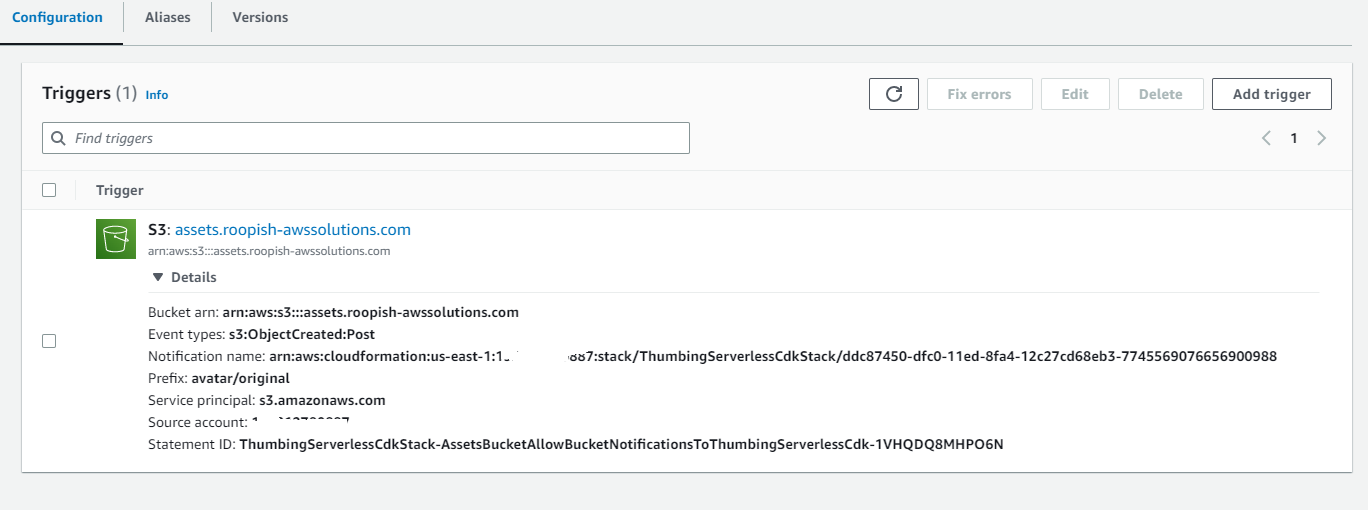 Configuration Aliases Versions
Triggers (1) Info Fix errors Edit Delete Add trigger
Find triggers 1
Trigger
S3: assets.roopish-awssolutions.com
arn:aws:s3:::assets.roopish-awssolutions.com
Details
Bucket arn: arn:aws:s3:::assets.roopish-awssolutions.com
Event types: s3:ObjectCreated:Post
Notification name: arn:aws:cloudformation:us-east-1:1 887:stack/ThumbingServerlessCdkStack/ddc87450-dfc0-11ed-8fa4-12c27cd68eb3-7745569076656900988
Prefix: avatar/original
Service principal: s3.amazonaws.com
Source account:
Statement ID: ThumbingServerlessCdkStack-AssetsBucketAllowBucketNotificationsToThumbingServerlessCdk-1VHQDQ8MHPO6N